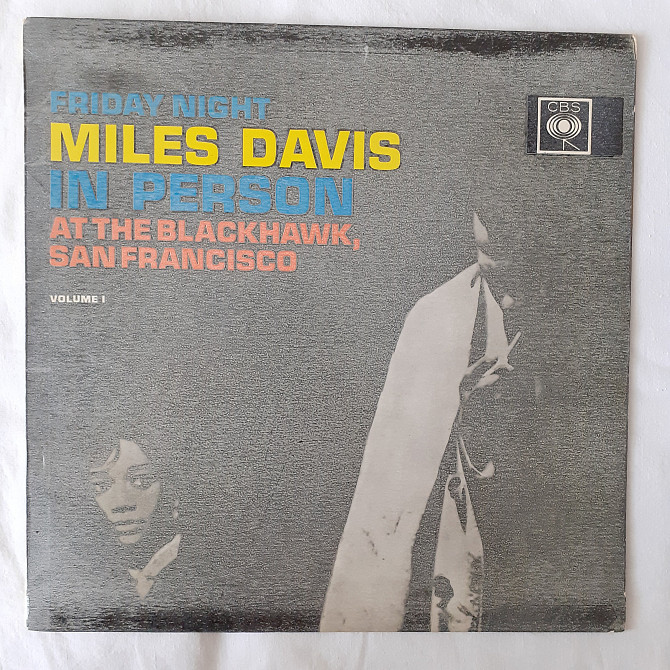 FRIDAY NIGHT
MILES DAVIS
IN PERSON
AT THE BLACKHAWK,
SAN FRANCISCO
VOLUME I
CBS